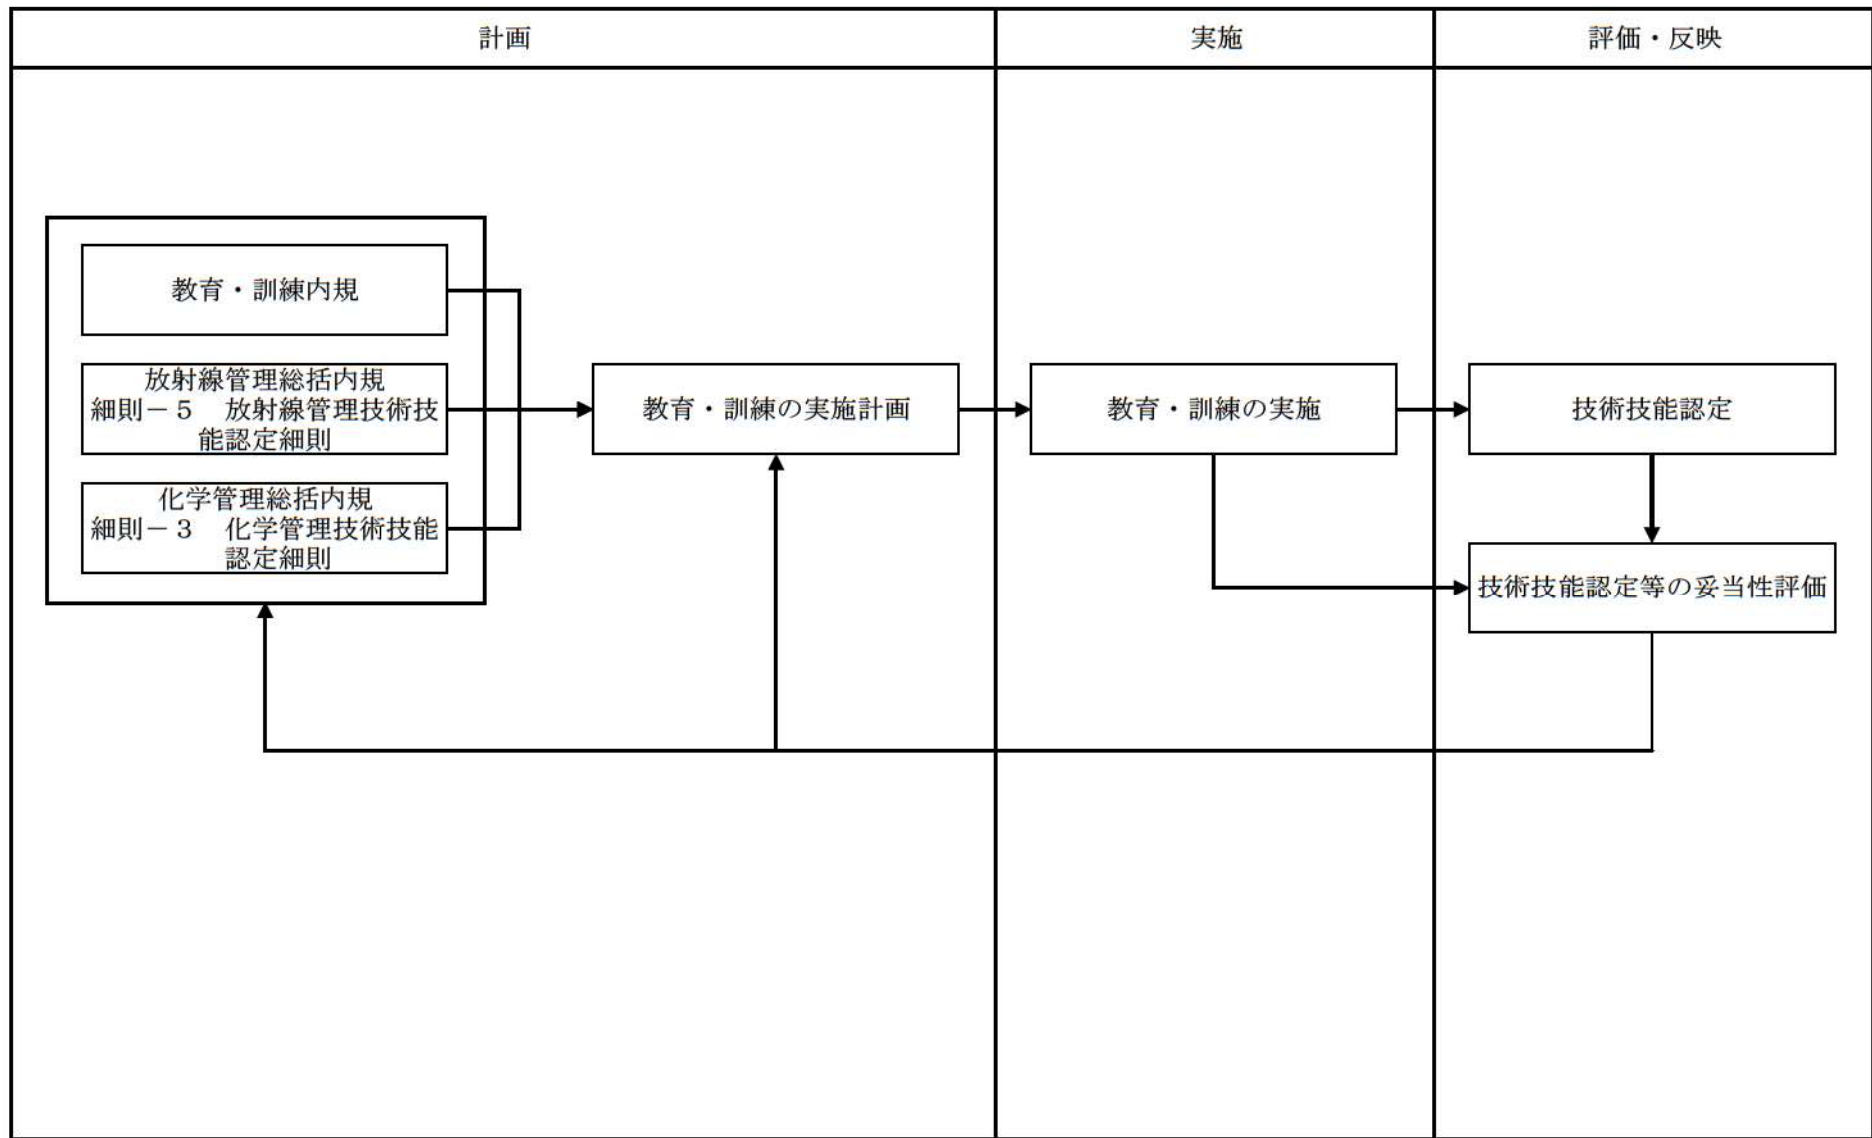 計画
実施
評価・反映
教育・訓練内規
放射線管理総括内規
細則－５　放射線管理技術技
能認定細則
化学管理総括内規
細則－３　化学管理技術技能
認定細則
教育・訓練の実施計画
教育・訓練の実施
技術技能認定
技術技能認定等の妥当性評価